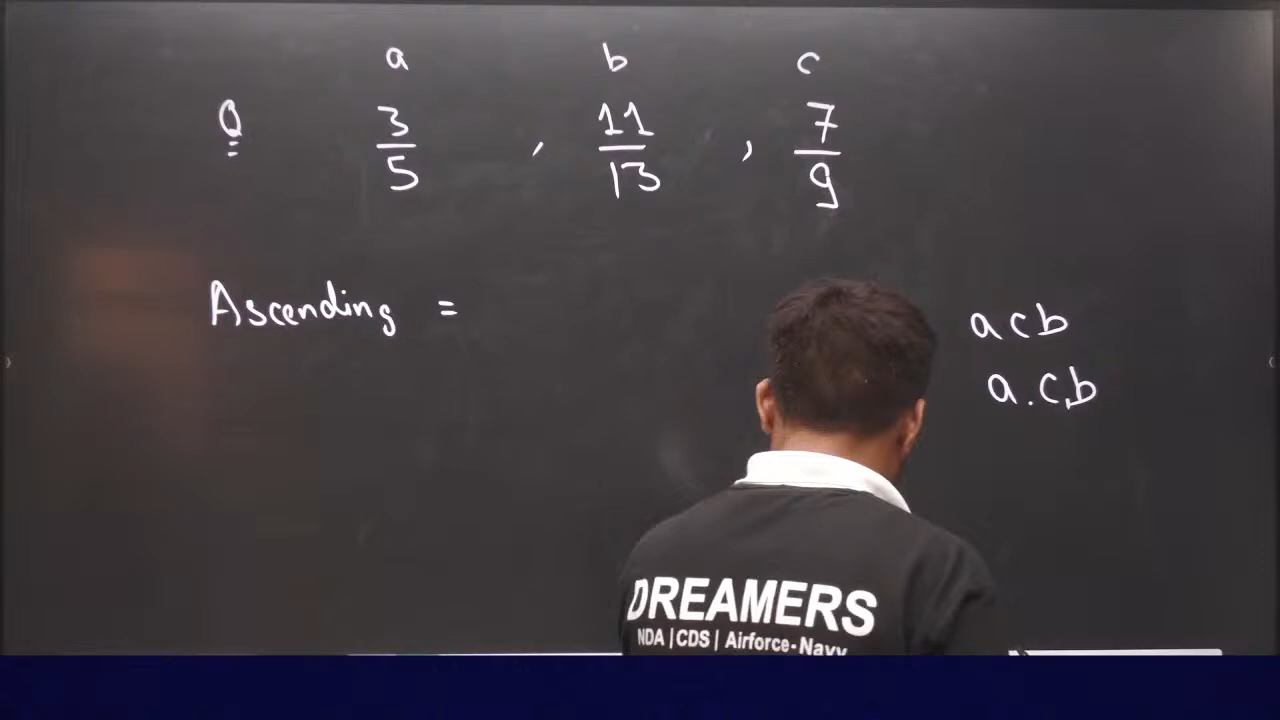 a b c
Q 3/5 , 11/13 , 7/9
Ascending =
a c b
a.c,b
DREAMERS
NDA | CDS | Airforce-Navy